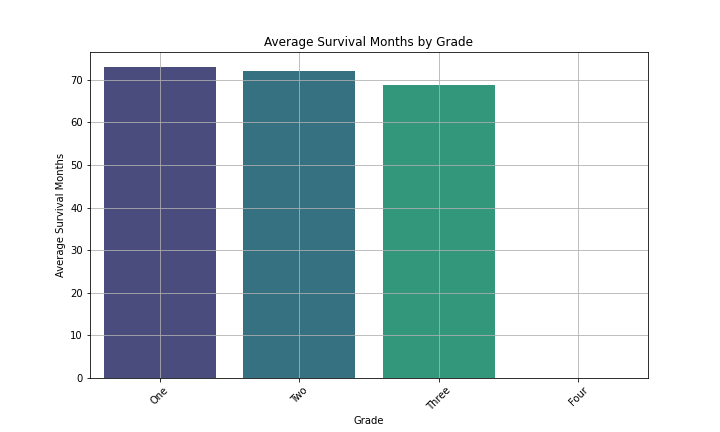 Average Survival Months by Grade
Average Survival Months
70
60
50
40
30
20
10
0
One
Two
Three
Four
Grade